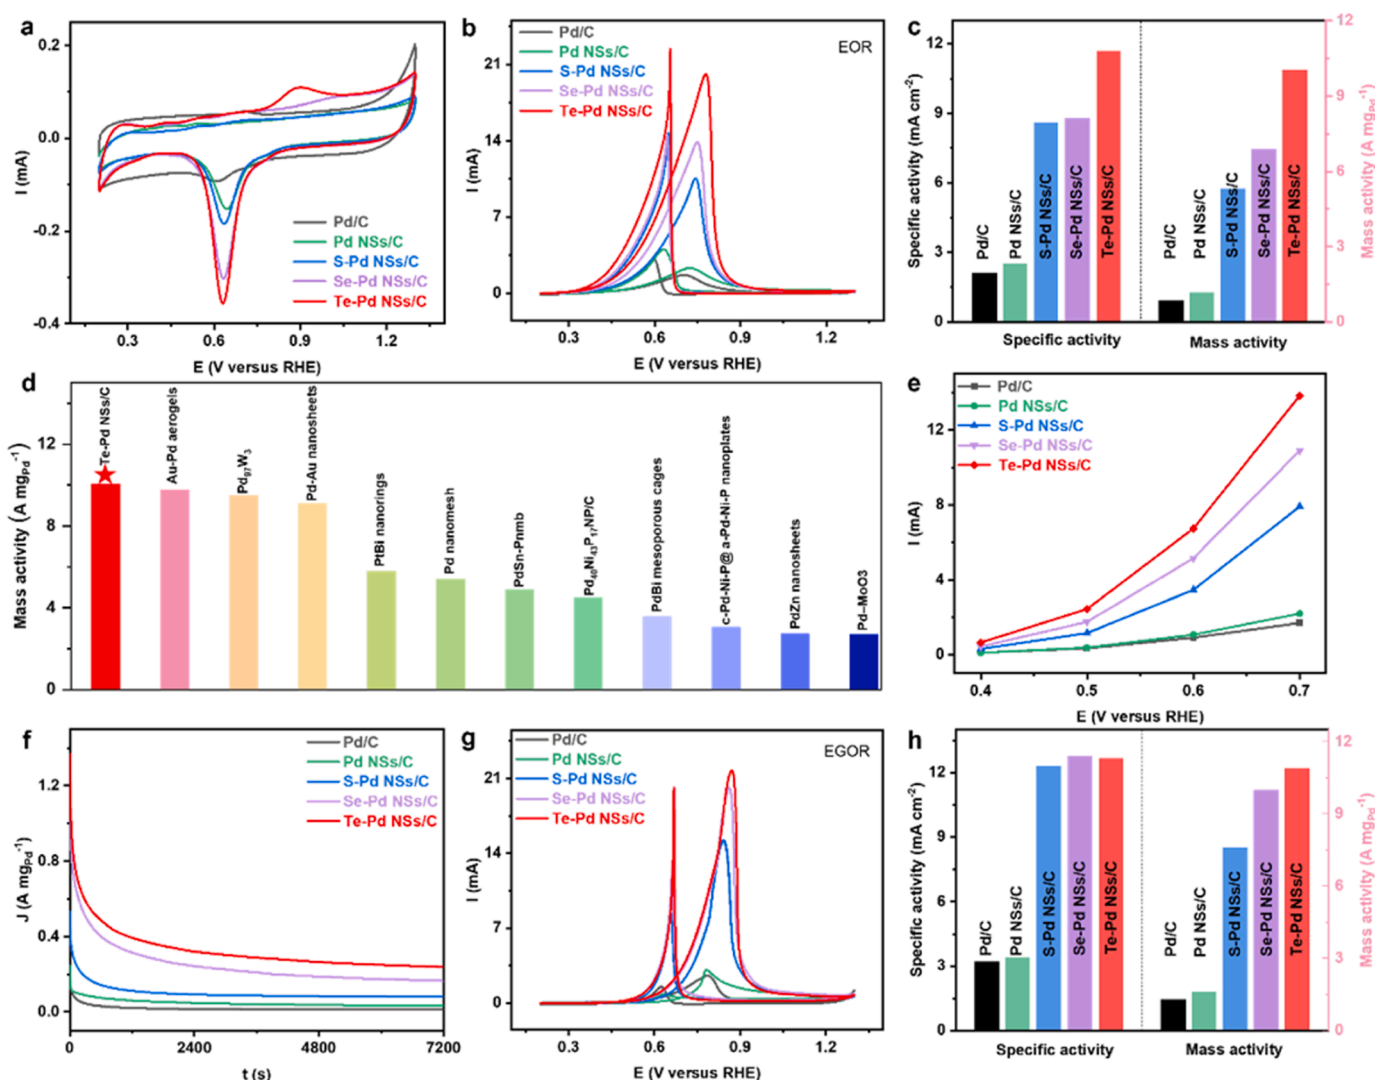 a
0.2
0.0
-0.2
-0.4
I (mA)
Pd/C
Pd NSs/C
S-Pd NSs/C
Se-Pd NSs/C
Te-Pd NSs/C
0.3 0.6 0.9 1.2
E (V versus RHE)
b
21
14
7
0
I (mA)
Pd/C
Pd NSs/C
S-Pd NSs/C
Se-Pd NSs/C
Te-Pd NSs/C
EOR
0.3 0.6 0.9 1.2
E (V versus RHE)
c
12
9
6
3
0
Specific activity (mA cm⁻²)
Pd/C
Pd NSs/C
S-Pd NSs/C
Se-Pd NSs/C
Te-Pd NSs/C
Pd/C
Pd NSs/C
S-Pd NSs/C
Se-Pd NSs/C
Te-Pd NSs/C
12
9
6
3
0
Mass activity (A mgPd⁻¹)
Specific activity Mass activity
d
12
8
4
0
Mass activity (A mgPd⁻¹)
Te-Pd NSs/C
Au-Pd aerogels
Pd₉₇W₃
Pd-Au nanosheets
PtBi nanorings
Pd nanomesh
PdSn-Pnmb
Pd₄₀Ni₄₃P₁₇NP/C
PdBi mesoporous cages
c-Pd-Ni-P@ a-Pd-Ni-P nanoplates
PdZn nanosheets
Pd–MoO3
e
12
8
4
0
I (mA)
Pd/C
Pd NSs/C
S-Pd NSs/C
Se-Pd NSs/C
Te-Pd NSs/C
0.4 0.5 0.6 0.7
E (V versus RHE)
f
1.2
0.8
0.4
0.0
J (A mgPd⁻¹)
Pd/C
Pd NSs/C
S-Pd NSs/C
Se-Pd NSs/C
Te-Pd NSs/C
0 2400 4800 7200
t (s)
g
21
14
7
0
I (mA)
Pd/C
Pd NSs/C
S-Pd NSs/C
Se-Pd NSs/C
Te-Pd NSs/C
EGOR
0.3 0.6 0.9 1.2
E (V versus RHE)
h
12
9
6
3
0
Specific activity (mA cm⁻²)
Pd/C
Pd NSs/C
S-Pd NSs/C
Se-Pd NSs/C
Te-Pd NSs/C
Pd/C
Pd NSs/C
S-Pd NSs/C
Se-Pd NSs/C
Te-Pd NSs/C
12
9
6
3
0
Mass activity (A mgPd⁻¹)
Specific activity Mass activity